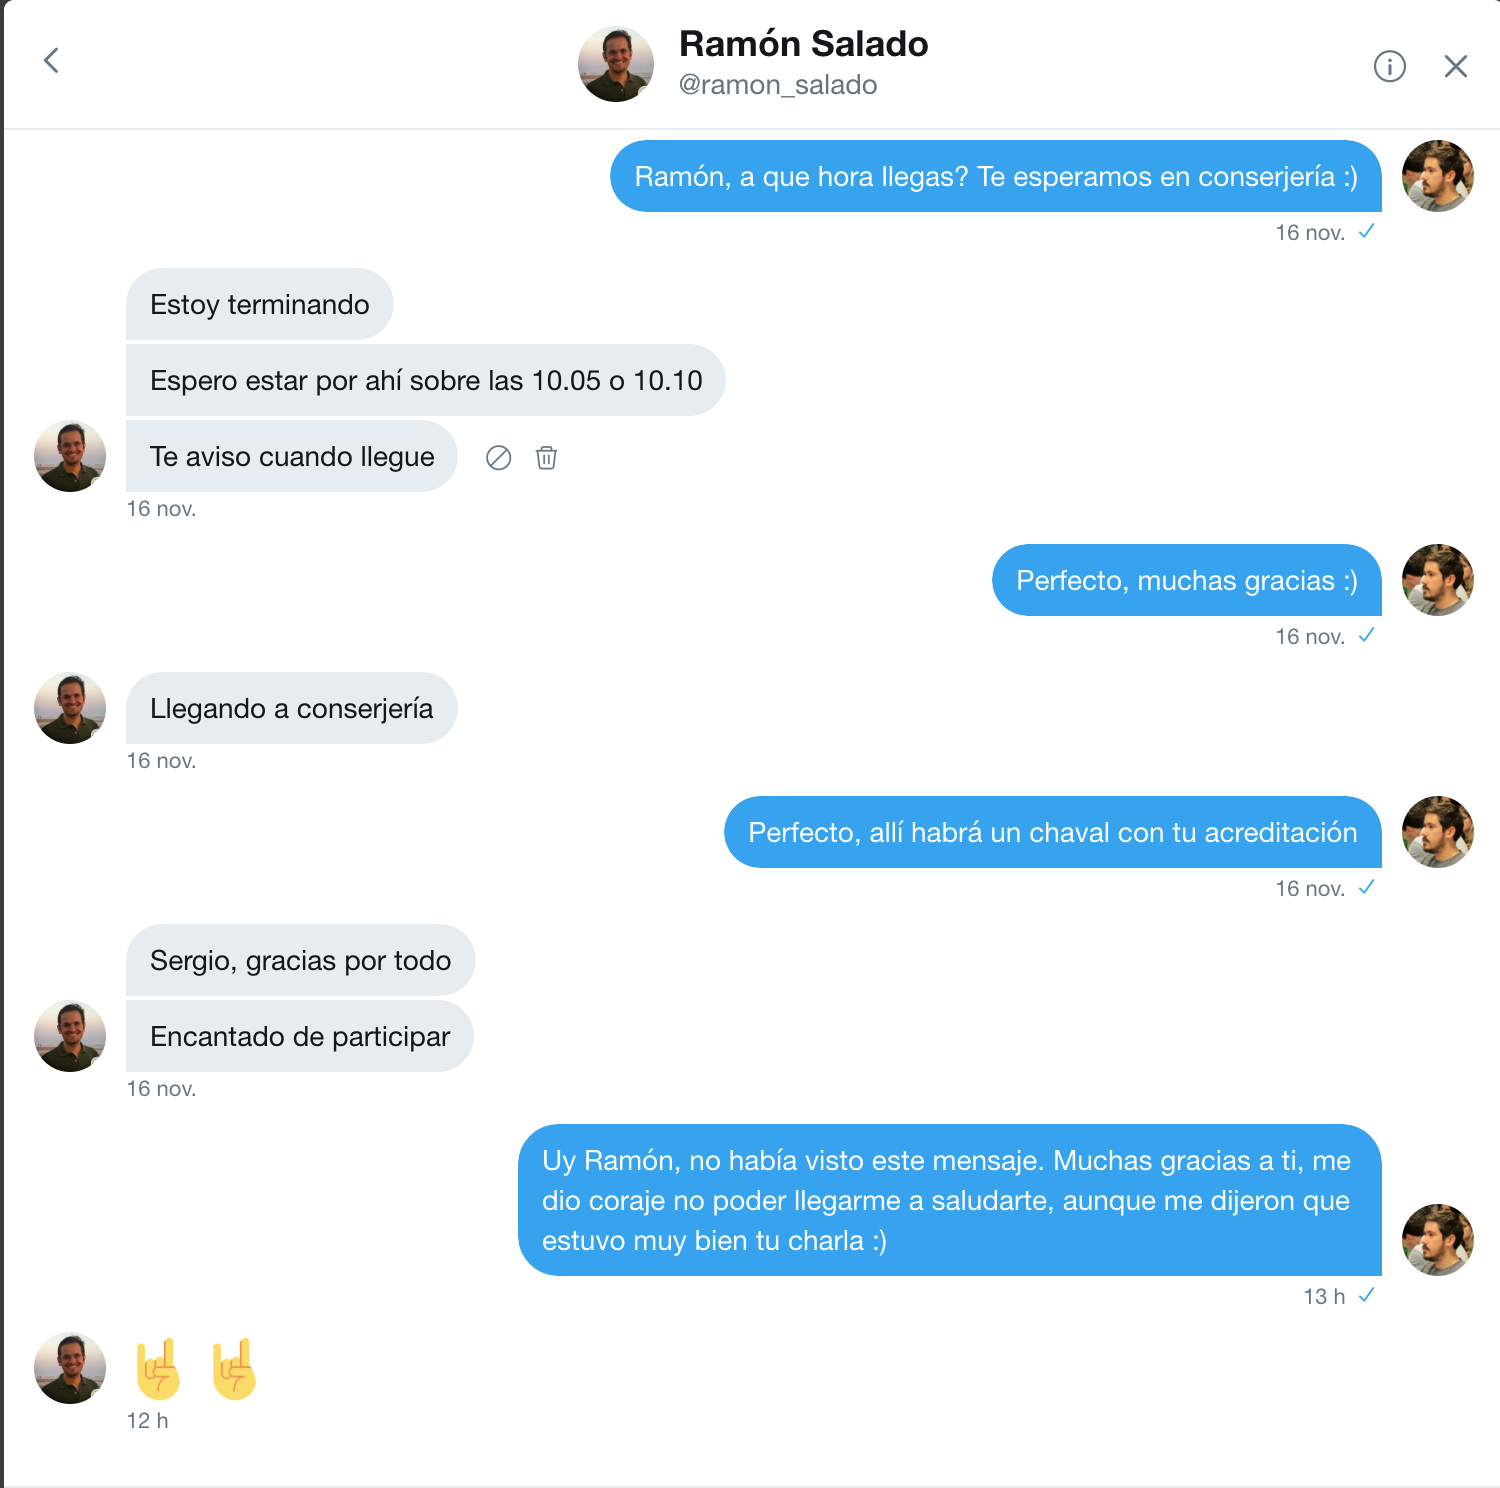 Ramón Salado
@ramon_salado
Ramón, a que hora llegas? Te esperamos en conserjería :)
16 nov.
Estoy terminando
Espero estar por ahí sobre las 10.05 o 10.10
Te aviso cuando llegue
16 nov.
Perfecto, muchas gracias :)
16 nov.
Llegando a conserjería
16 nov.
Perfecto, allí habrá un chaval con tu acreditación
16 nov.
Sergio, gracias por todo
Encantado de participar
16 nov.
Uy Ramón, no había visto este mensaje. Muchas gracias a ti, me
dio coraje no poder llegarme a saludarte, aunque me dijeron que
estuvo muy bien tu charla :)
13 h
🤘 🤘
12 h